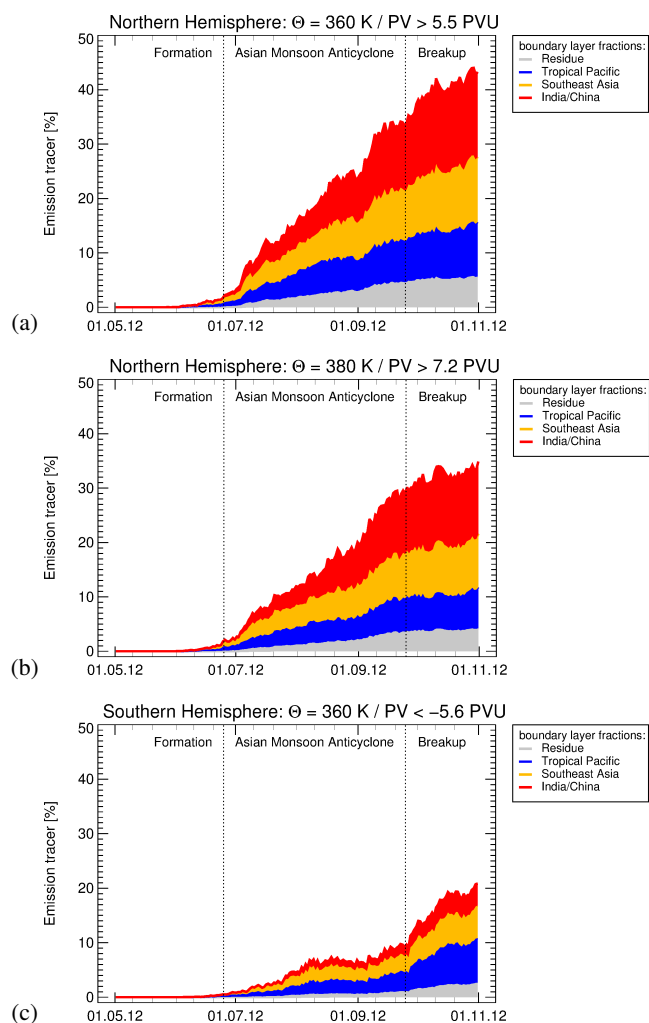 Northern Hemisphere: Θ = 360 K / PV > 5.5 PVU
Formation Asian Monsoon Anticyclone Breakup
boundary layer fractions:
Residue
Tropical Pacific
Southeast Asia
India/China
Emission tracer [%]
50
40
30
20
10
0
(a)
01.05.12 01.07.12 01.09.12 01.11.12
Northern Hemisphere: Θ = 380 K / PV > 7.2 PVU
Formation Asian Monsoon Anticyclone Breakup
boundary layer fractions:
Residue
Tropical Pacific
Southeast Asia
India/China
Emission tracer [%]
50
40
30
20
10
0
(b)
01.05.12 01.07.12 01.09.12 01.11.12
Southern Hemisphere: Θ = 360 K / PV < −5.6 PVU
Formation Asian Monsoon Anticyclone Breakup
boundary layer fractions:
Residue
Tropical Pacific
Southeast Asia
India/China
Emission tracer [%]
50
40
30
20
10
0
(c)
01.05.12 01.07.12 01.09.12 01.11.12